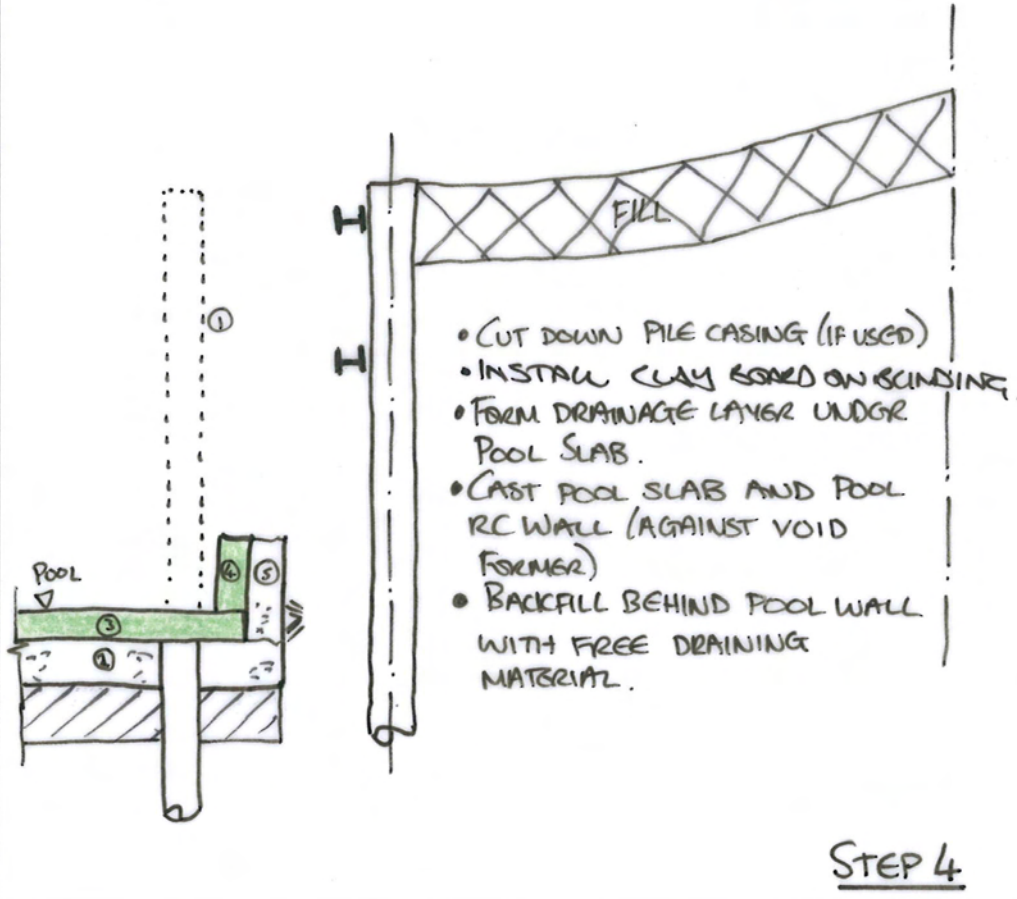 FILL
①
• CUT DOWN PILE CASING (IF USED)
• INSTALL CLAY BOARD ON BLINDING
• FORM DRAINAGE LAYER UNDER
POOL SLAB.
• CAST POOL SLAB AND POOL
RC WALL (AGAINST VOID
FORMER)
• BACKFILL BEHIND POOL WALL
WITH FREE DRAINING
MATERIAL.
POOL
④ ⑤
③
②
STEP 4